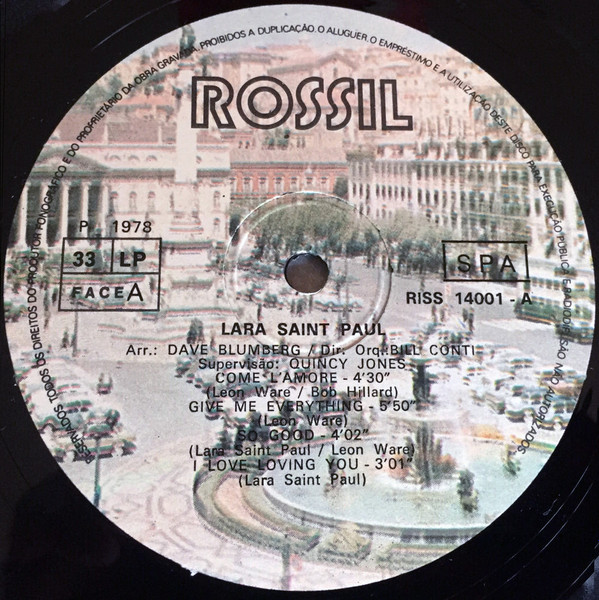 RESERVADOS TODOS OS DIREITOS DO PRODUTOR FONOGRÁFICO E DO PROPRIETÁRIO DA OBRA GRAVADA. PROIBIDOS A DUPLICAÇÃO. O ALUGUER. O EMPRÉSTIMO E A UTILIZAÇÃO DESTE DISCO PARA EXECUÇÃO PUBLIC. E RADIODIFUSÃO NÃO AUTORIZADOS
ROSSIL
P. 1978
33 LP
FACE A
SPA
RISS 14001 - A
LARA SAINT PAUL
Arr.: DAVE BLUMBERG / Dir. Orq.: BILL CONTI
Supervisão: QUINCY JONES
COME L'AMORE - 4'30"
(Leon Ware / Bob Hillard)
GIVE ME EVERYTHING - 5'50"
(Leon Ware)
SO GOOD - 4'02"
(Lara Saint Paul / Leon Ware)
I LOVE LOVING YOU - 3'01"
(Lara Saint Paul)